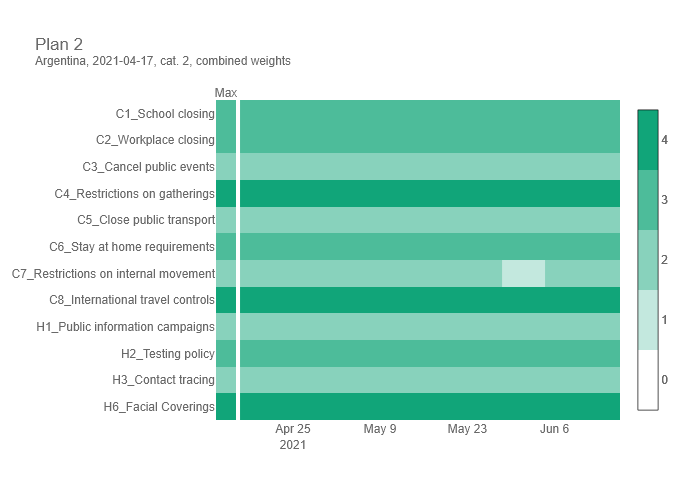 Plan 2
Argentina, 2021-04-17, cat. 2, combined weights
Max
C1_School closing
C2_Workplace closing
C3_Cancel public events
C4_Restrictions on gatherings
C5_Close public transport
C6_Stay at home requirements
C7_Restrictions on internal movement
C8_International travel controls
H1_Public information campaigns
H2_Testing policy
H3_Contact tracing
H6_Facial Coverings
Apr 25 May 9 May 23 Jun 6
2021
4
3
2
1
0